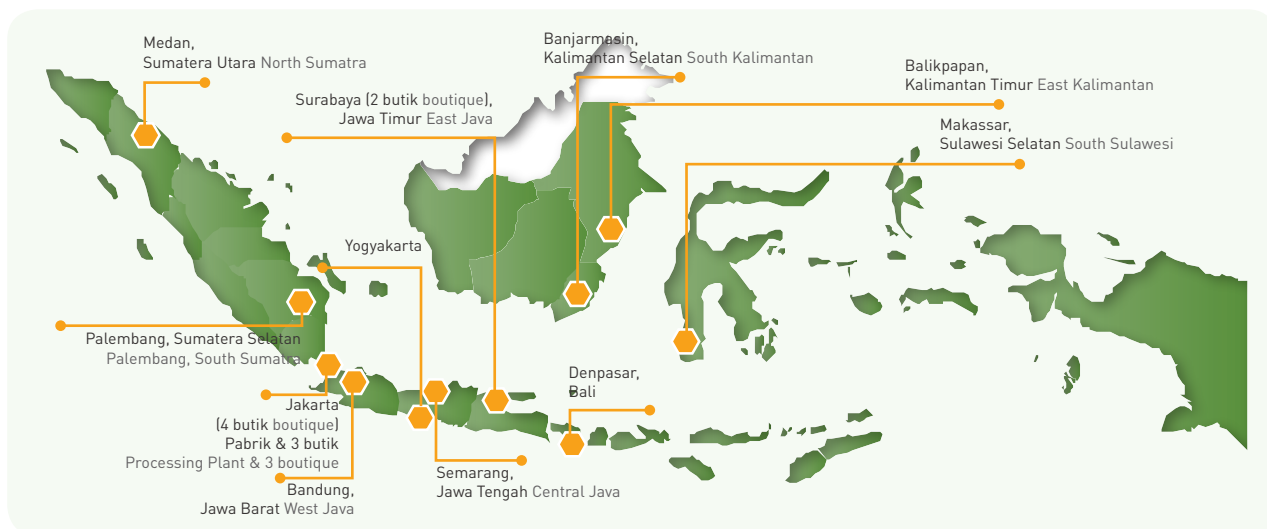 Medan,
Sumatera Utara North Sumatra
Banjarmasin,
Kalimantan Selatan South Kalimantan
Balikpapan,
Kalimantan Timur East Kalimantan
Surabaya (2 butik boutique),
Jawa Timur East Java
Makassar,
Sulawesi Selatan South Sulawesi
Yogyakarta
Palembang, Sumatera Selatan
Palembang, South Sumatra
Denpasar,
Bali
Jakarta
(4 butik boutique)
Pabrik & 3 butik
Processing Plant & 3 boutique
Semarang,
Jawa Tengah Central Java
Bandung,
Jawa Barat West Java